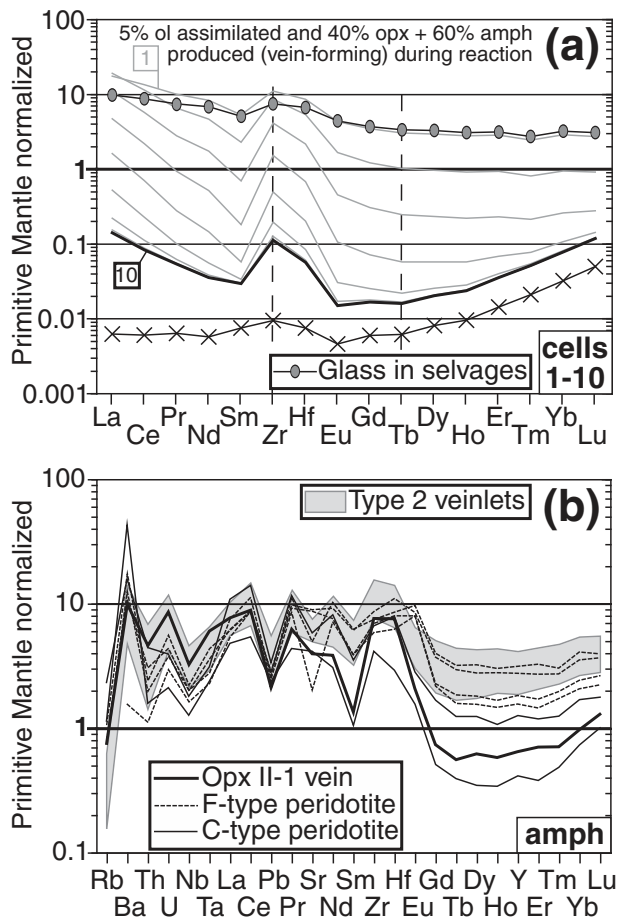 100
5% ol assimilated and 40% opx + 60% amph
1
produced (vein-forming) during reaction
(a)
10
1
0.1
10
0.01
0.001
Primitive Mantle normalized
Glass in selvages
cells
1-10
La Ce Pr Nd Sm Zr Hf Eu Gd Tb Dy Ho Er Tm Yb Lu
100
Type 2 veinlets
(b)
10
1
0.1
Primitive Mantle normalized
Opx II-1 vein
F-type peridotite
C-type peridotite
amph
Rb Th Nb La Pb Sr Sm Hf Gd Dy Y Tm Lu
Ba U Ta Ce Pr Nd Zr Eu Tb Ho Er Yb